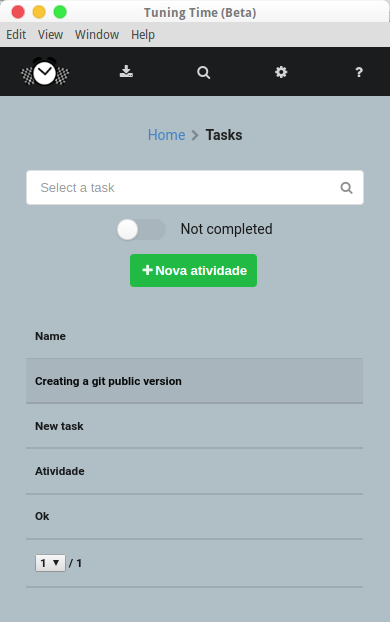 Tuning Time (Beta)
Edit View Window Help
?
Home > Tasks
Select a task
Not completed
+ Nova atividade
Name
Creating a git public version
New task
Atividade
Ok
1 ▼ / 1